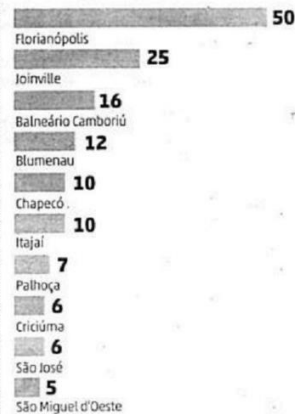 50
Florianópolis
25
Joinville
16
Balneário Camboriú
12
Blumenau
10
Chapecó .
10
Itajaí
7
Palhoça
6
Criciúma
6
São José
5
São Miguel d'Oeste